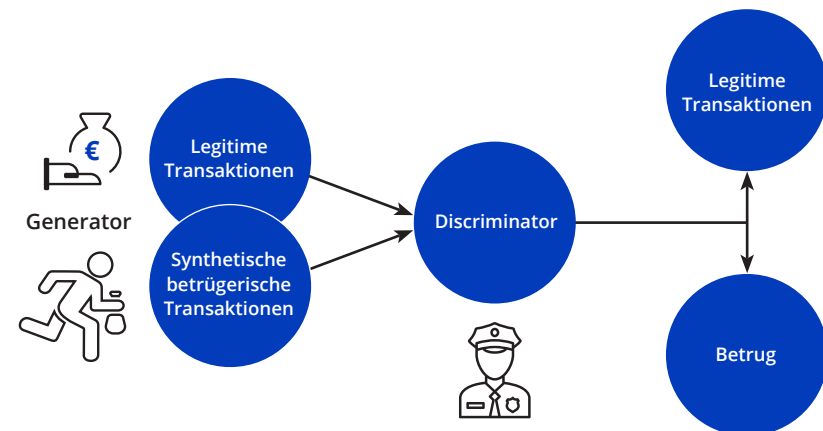 €
Generator
Legitime
Transaktionen
Synthetische
betrügerische
Transaktionen
Discriminator
Legitime
Transaktionen
Betrug